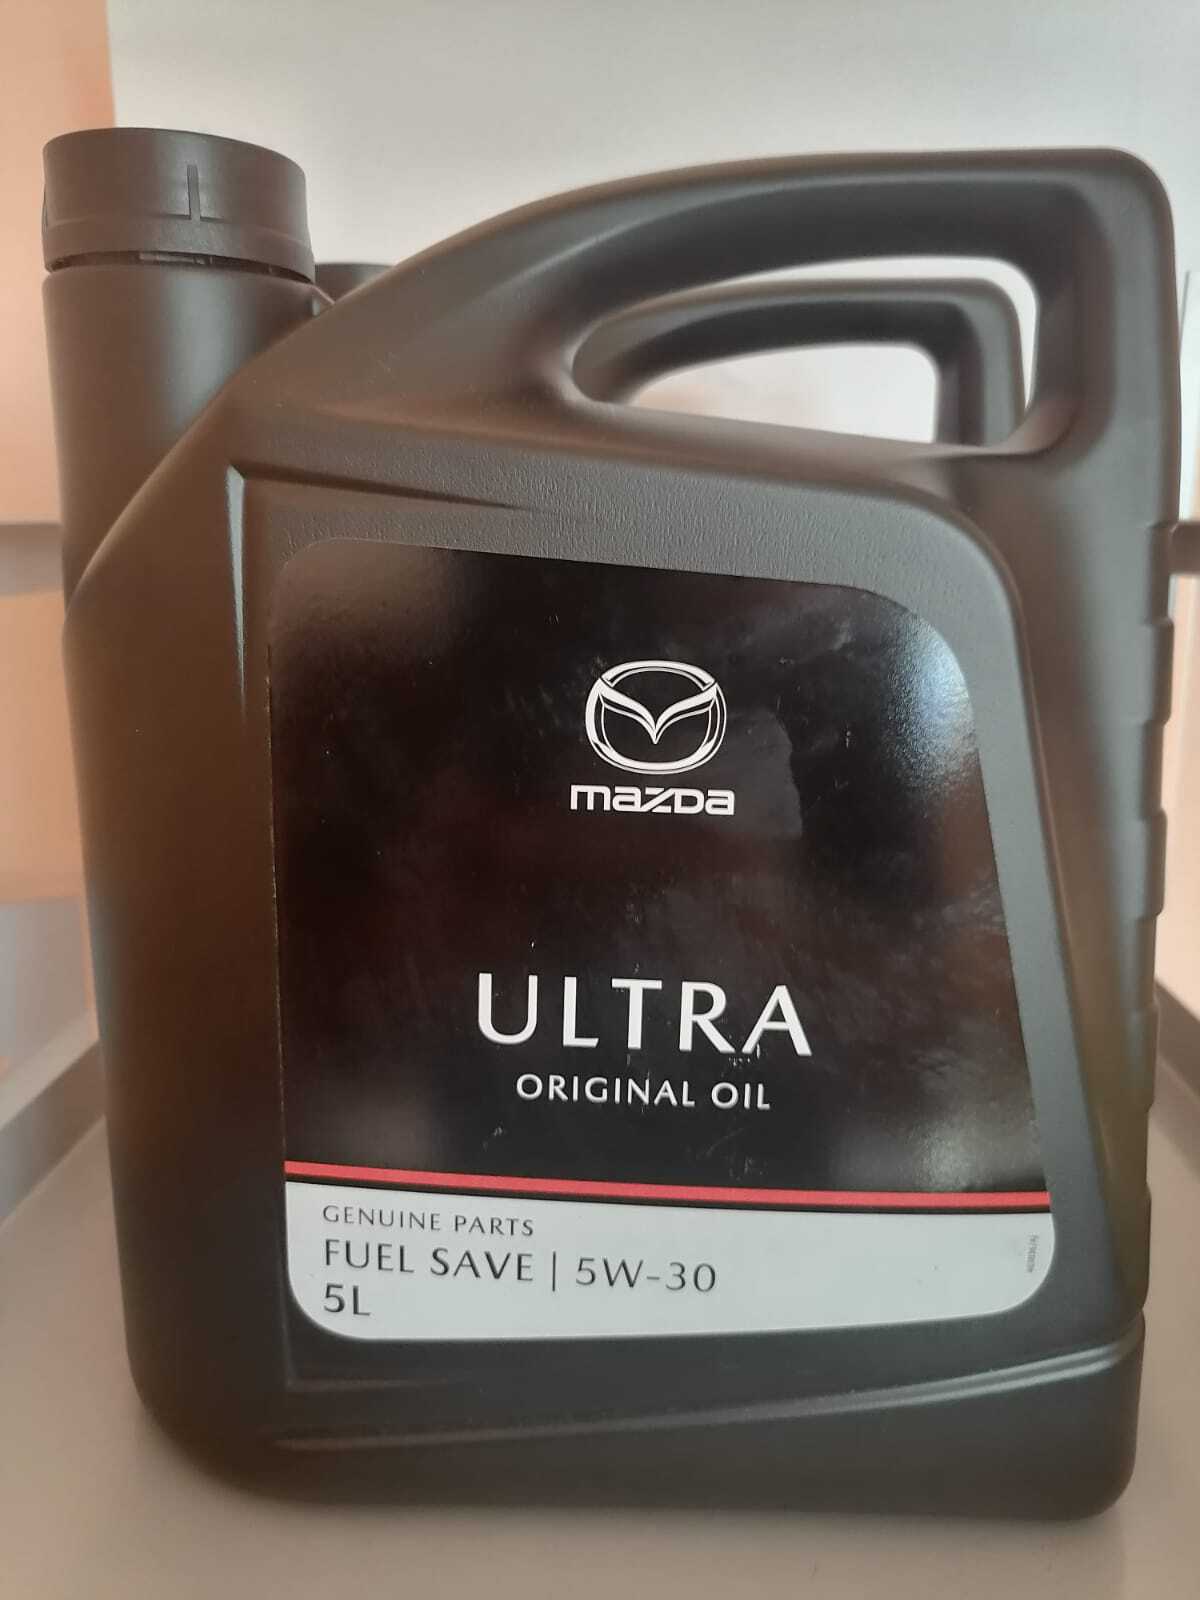 mazda
ULTRA
ORIGINAL OIL
GENUINE PARTS
FUEL SAVE | 5W-30
5L